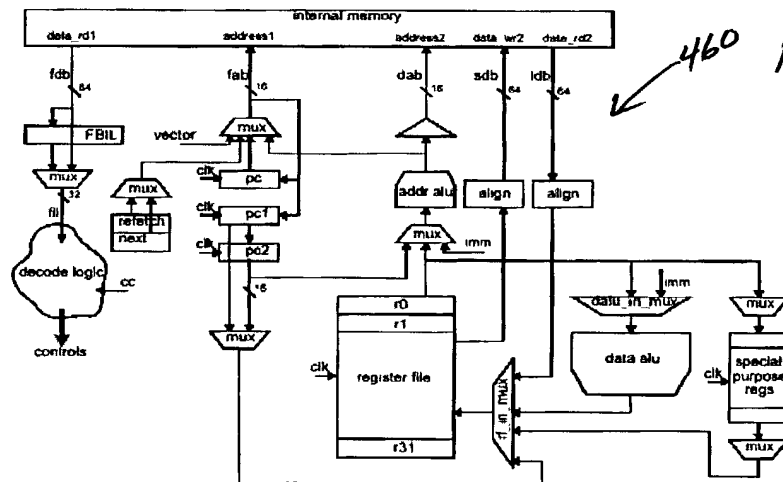 internal memory
data_rd1 address1 address2 data_wr2 data_rd2
460
fdb fab dab sdb ldb
64 16 16 64 64
FBIL
vector
mux
mux
32
fli
mux
refetch
next
clk pc
clk pc1
clk pc2
addr alu
align align
mux
imm
decode logic
cc
controls
16
mux
r0
r1
clk
register file
r31
rf_in_mux
imm
data_in_mux
data alu
mux
clk
special
purpose
regs
mux